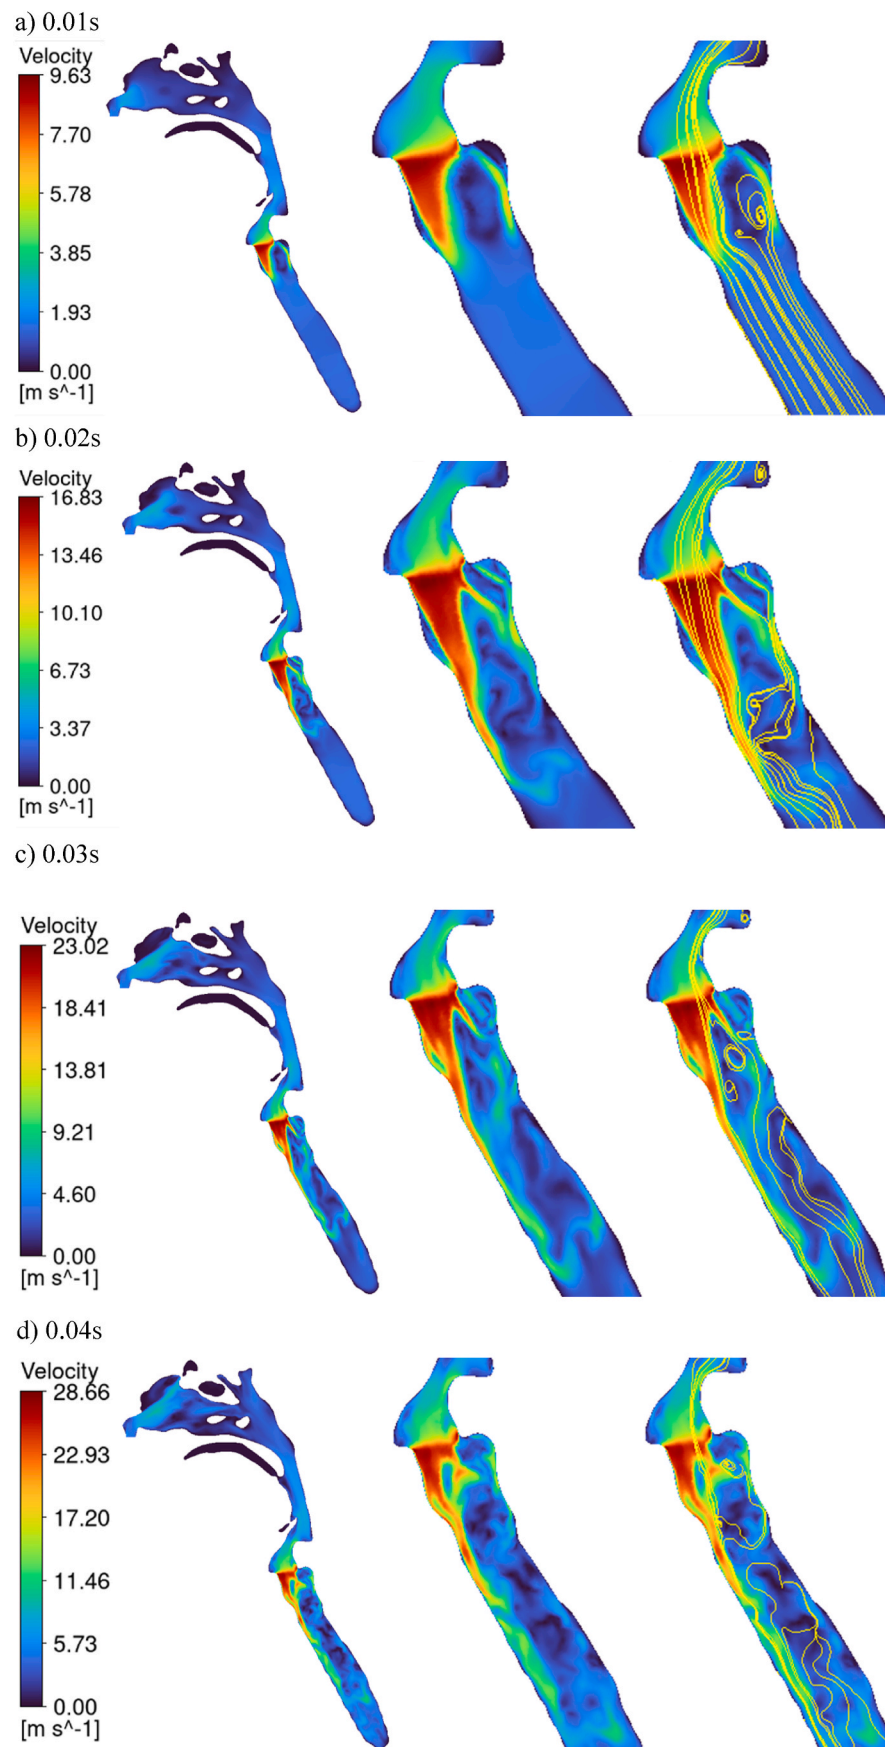 a) 0.01s
Velocity
9.63
7.70
5.78
3.85
1.93
0.00
[m s^-1]
b) 0.02s
Velocity
16.83
13.46
10.10
6.73
3.37
0.00
[m s^-1]
c) 0.03s
Velocity
23.02
18.41
13.81
9.21
4.60
0.00
[m s^-1]
d) 0.04s
Velocity
28.66
22.93
17.20
11.46
5.73
0.00
[m s^-1]